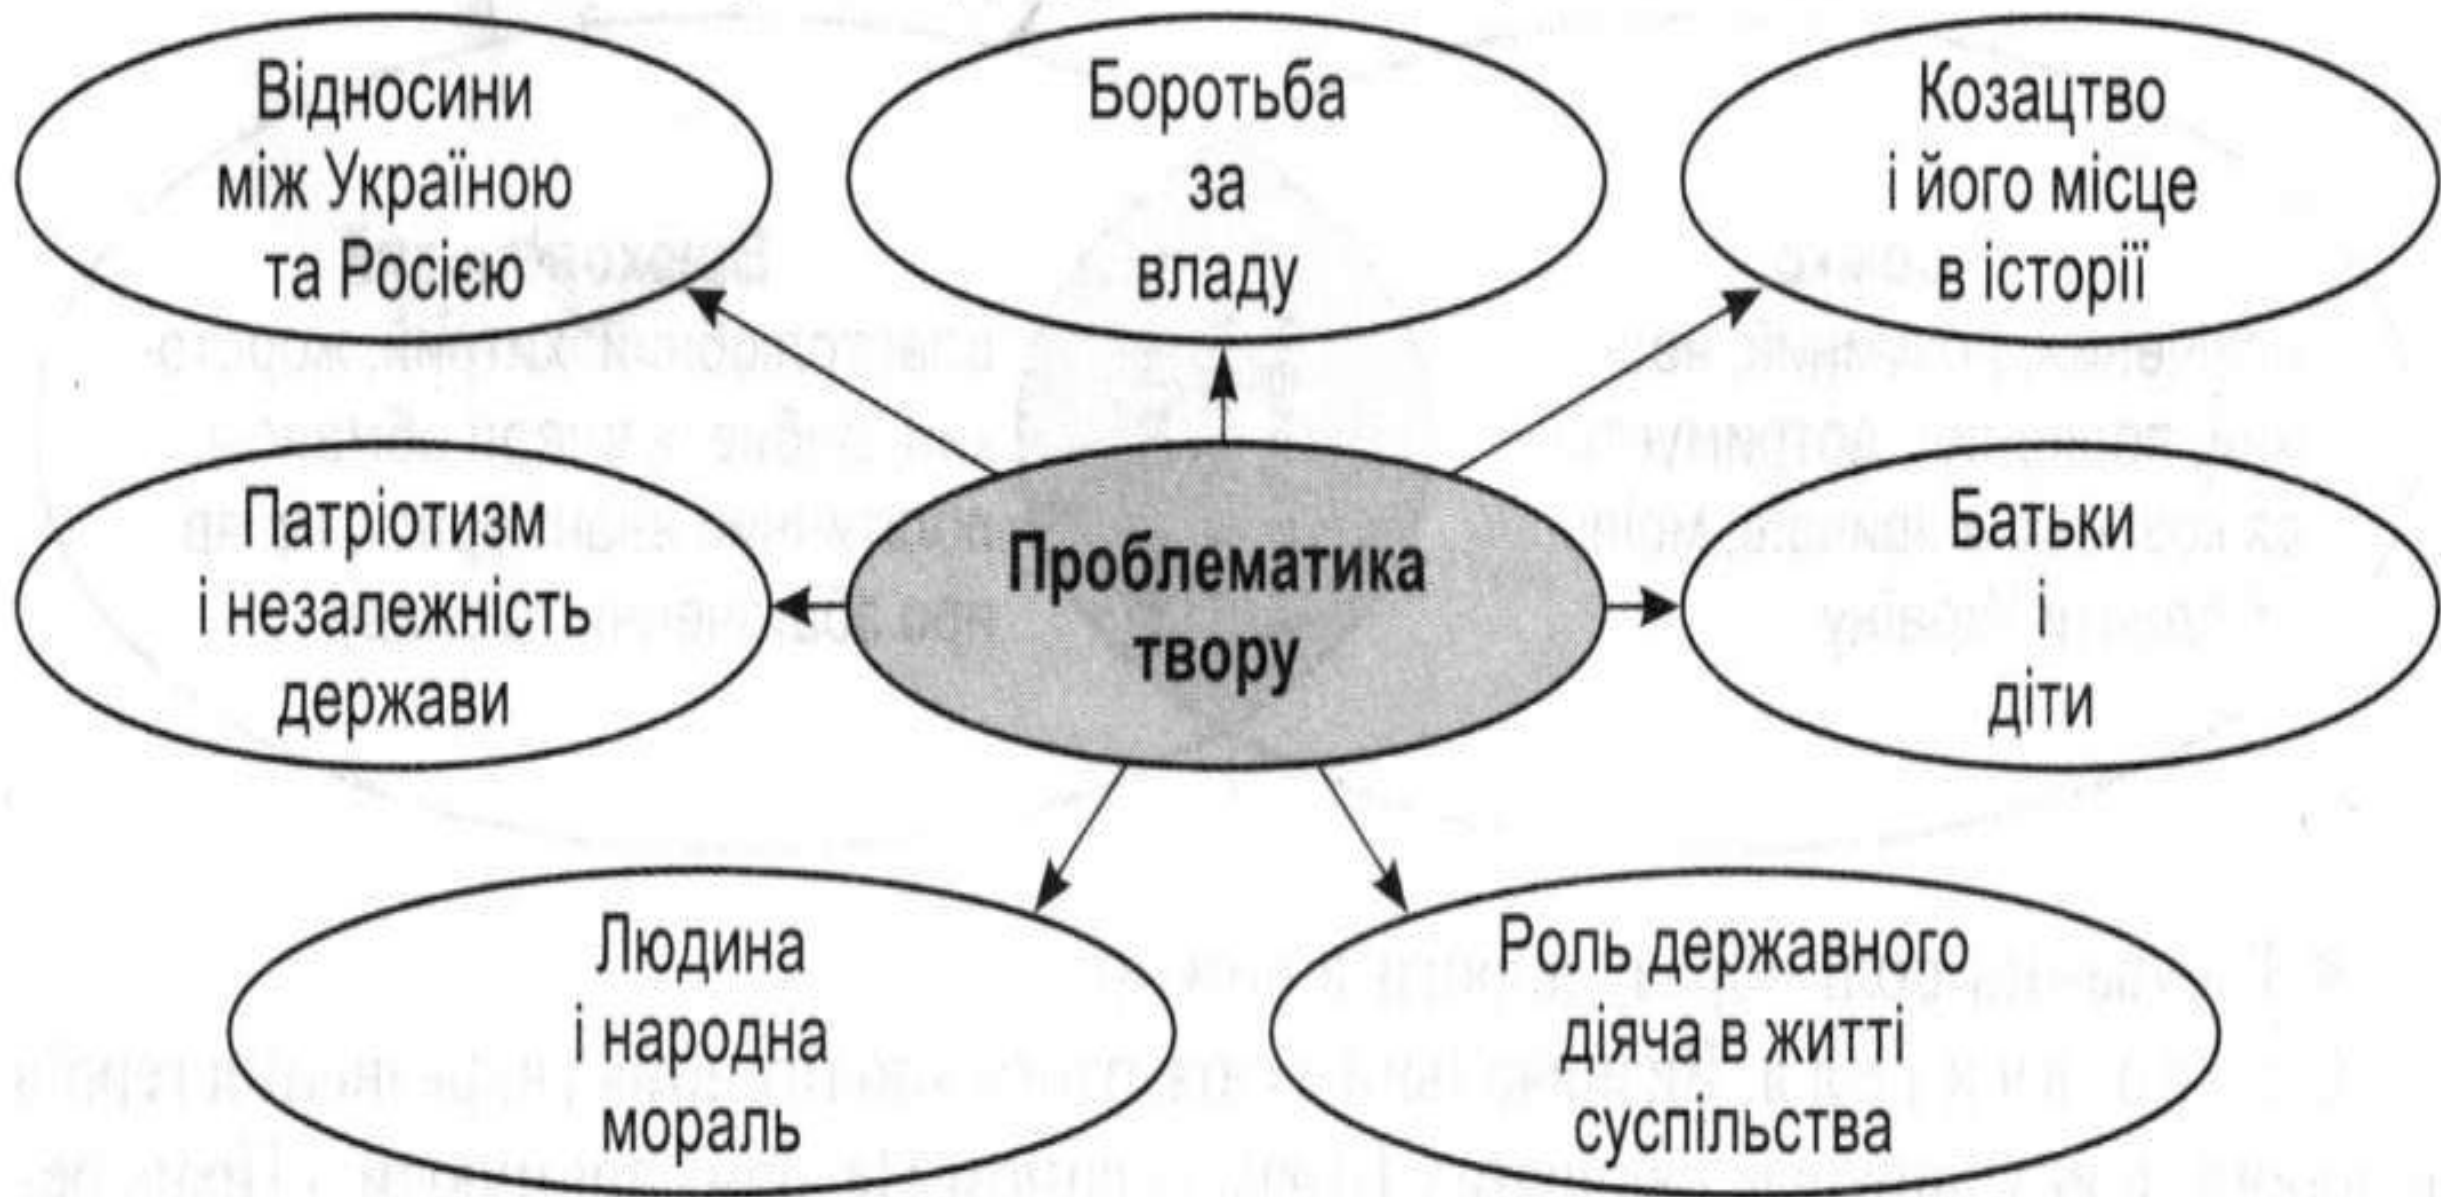 Відносини
між Україною
та Росією
Боротьба
за
владу
Козацтво
і його місце
в історії
Патріотизм
і незалежність
держави
Проблематика
твору
Батьки
і
діти
Людина
і народна
мораль
Роль державного
діяча в житті
суспільства